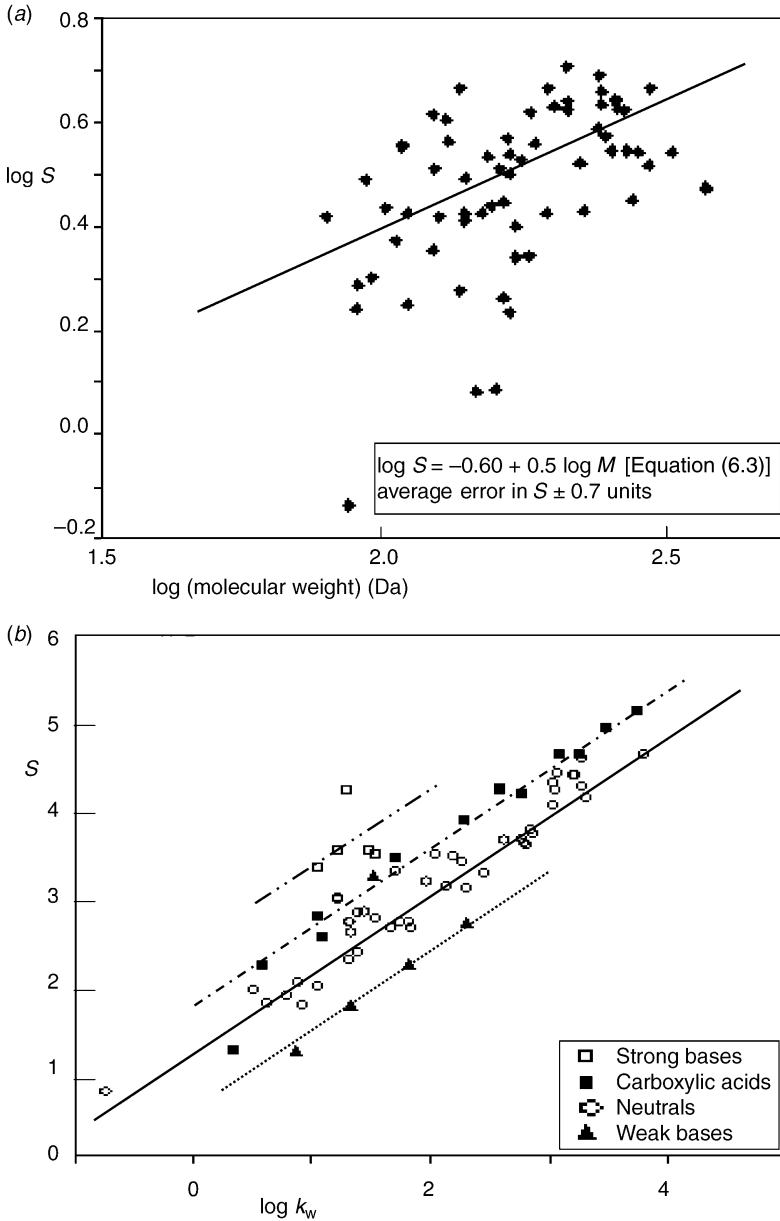 (a)
0.8
0.6
log S
0.4
0.2
0.0
log S = −0.60 + 0.5 log M [Equation (6.3)]
average error in S ± 0.7 units
−0.2
1.5 2.0 2.5
log (molecular weight) (Da)
(b)
6
5
S
4
3
2
1
Strong bases
Carboxylic acids
Neutrals
Weak bases
0
0 2 3 4
log kw